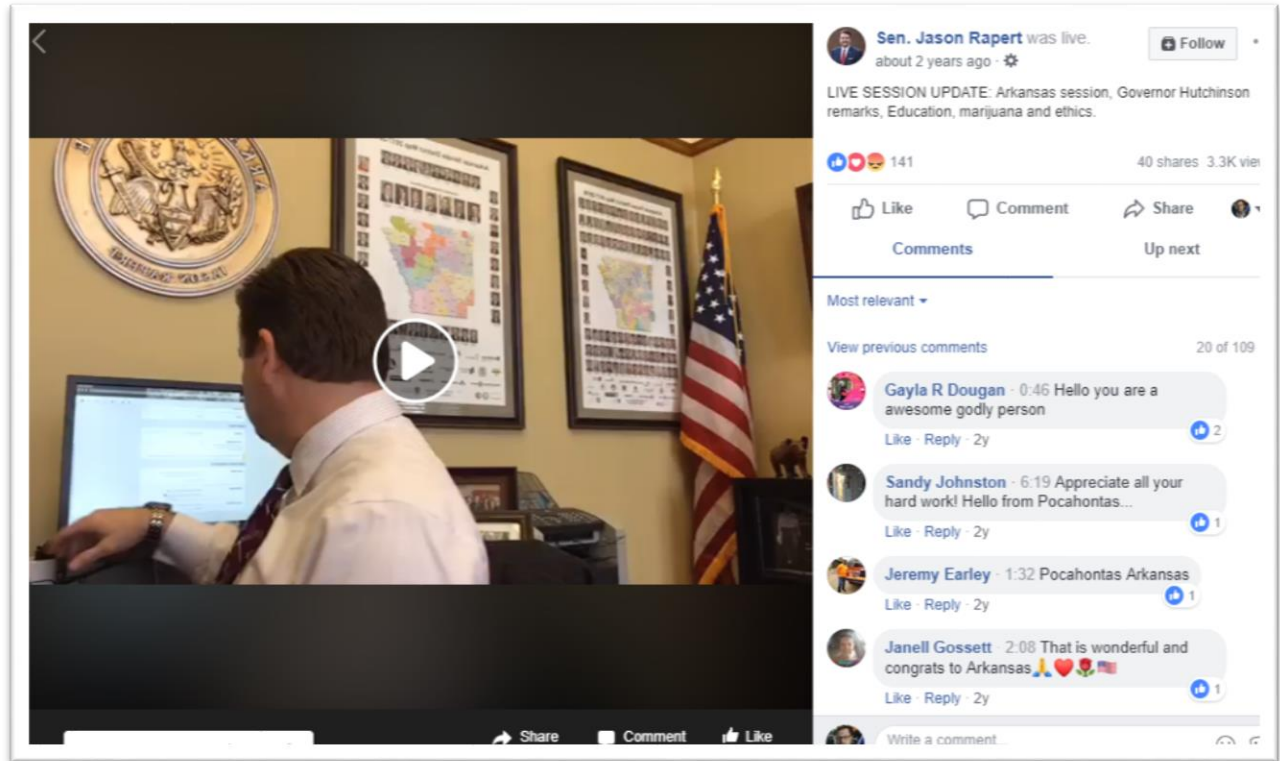 Sen. Jason Rapert was live.
Follow
about 2 years ago ·
LIVE SESSION UPDATE: Arkansas session, Governor Hutchinson
remarks, Education, marijuana and ethics.
141
40 shares 3.3K
Like Comment Share
Comments Up next
Most relevant
View previous comments 20 of 109
Gayla R Dougan · 0:46 Hello you are a
awesome godly person
2
Like · Reply · 2y
Sandy Johnston · 6:19 Appreciate all your
hard work! Hello from Pocahontas...
1
Like · Reply · 2y
Jeremy Earley · 1:32 Pocahontas Arkansas
1
Like · Reply · 2y
Janell Gossett · 2:08 That is wonderful and
congrats to Arkansas🙏❤️🌹🇺🇸
1
Like · Reply · 2y
Write a comment...
Share Comment Like